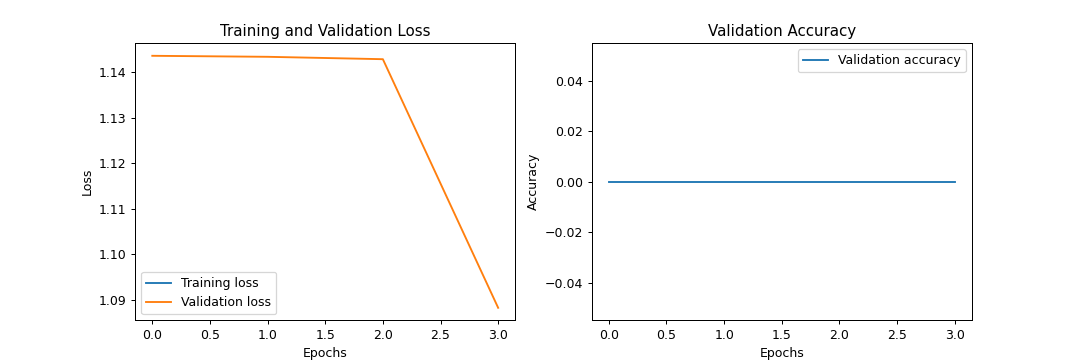 Training and Validation Loss
1.14
1.13
1.12
1.11
1.10
1.09
Loss
Training loss
Validation loss
0.0 0.5 1.0 1.5 2.0 2.5 3.0
Epochs
Validation Accuracy
Validation accuracy
0.04
0.02
0.00
−0.02
−0.04
Accuracy
0.0 0.5 1.0 1.5 2.0 2.5 3.0
Epochs